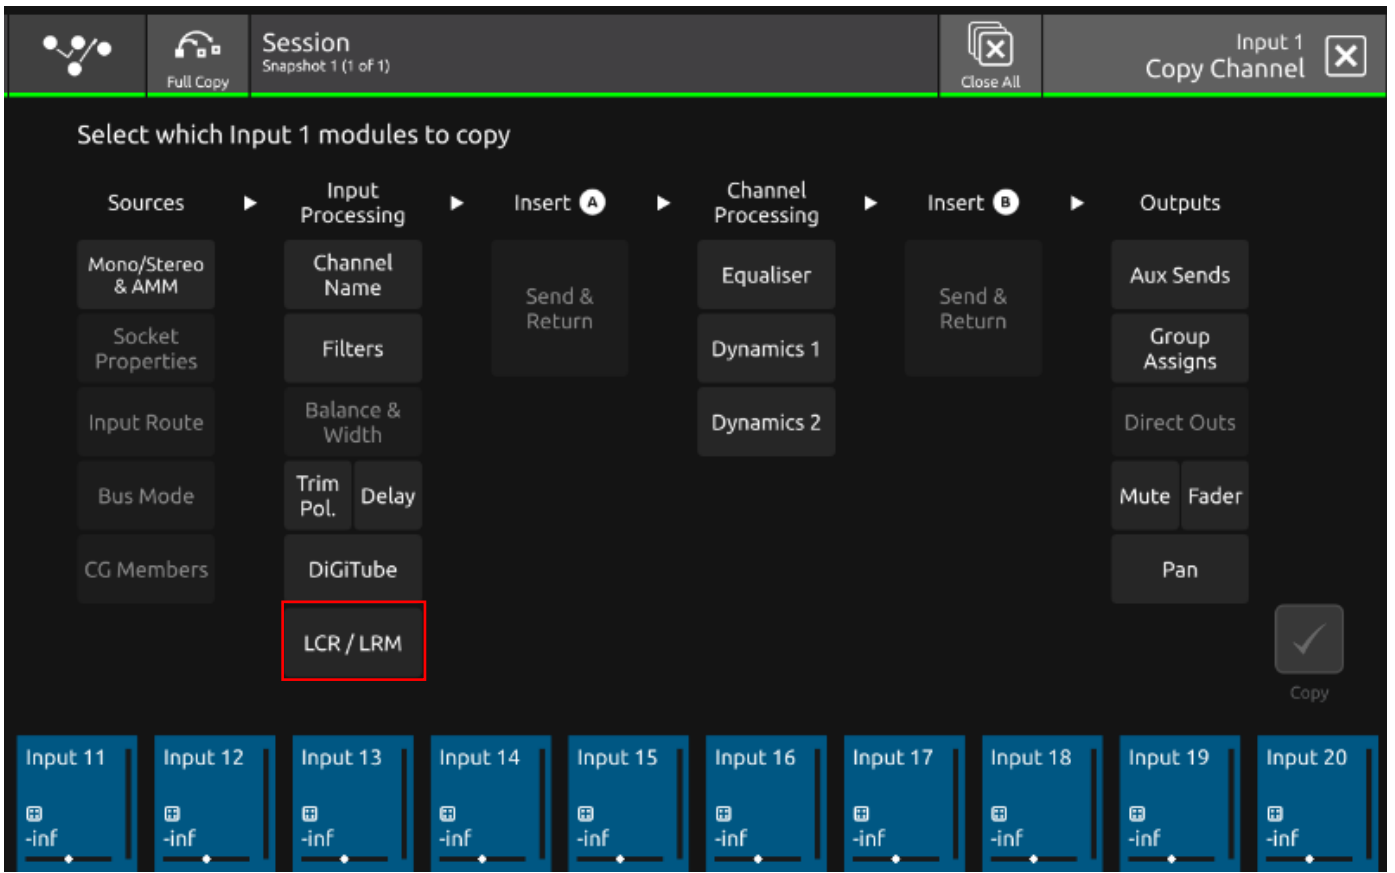 Full Copy
Session
Snapshot 1 (1 of 1)
Close All
Input 1
Copy Channel
Select which Input 1 modules to copy
Sources
Input
Processing
Insert A
Channel
Processing
Insert B
Outputs
Mono/Stereo
& AMM
Channel
Name
Send &
Return
Equaliser
Send &
Return
Aux Sends
Socket
Properties
Filters
Dynamics 1
Group
Assigns
Input Route
Balance &
Width
Dynamics 2
Direct Outs
Bus Mode
Trim
Pol.
Delay
Mute
Fader
CG Members
DiGiTube
Pan
LCR / LRM
Copy
Input 11
-inf
Input 12
-inf
Input 13
-inf
Input 14
-inf
Input 15
-inf
Input 16
-inf
Input 17
-inf
Input 18
-inf
Input 19
-inf
Input 20
-inf